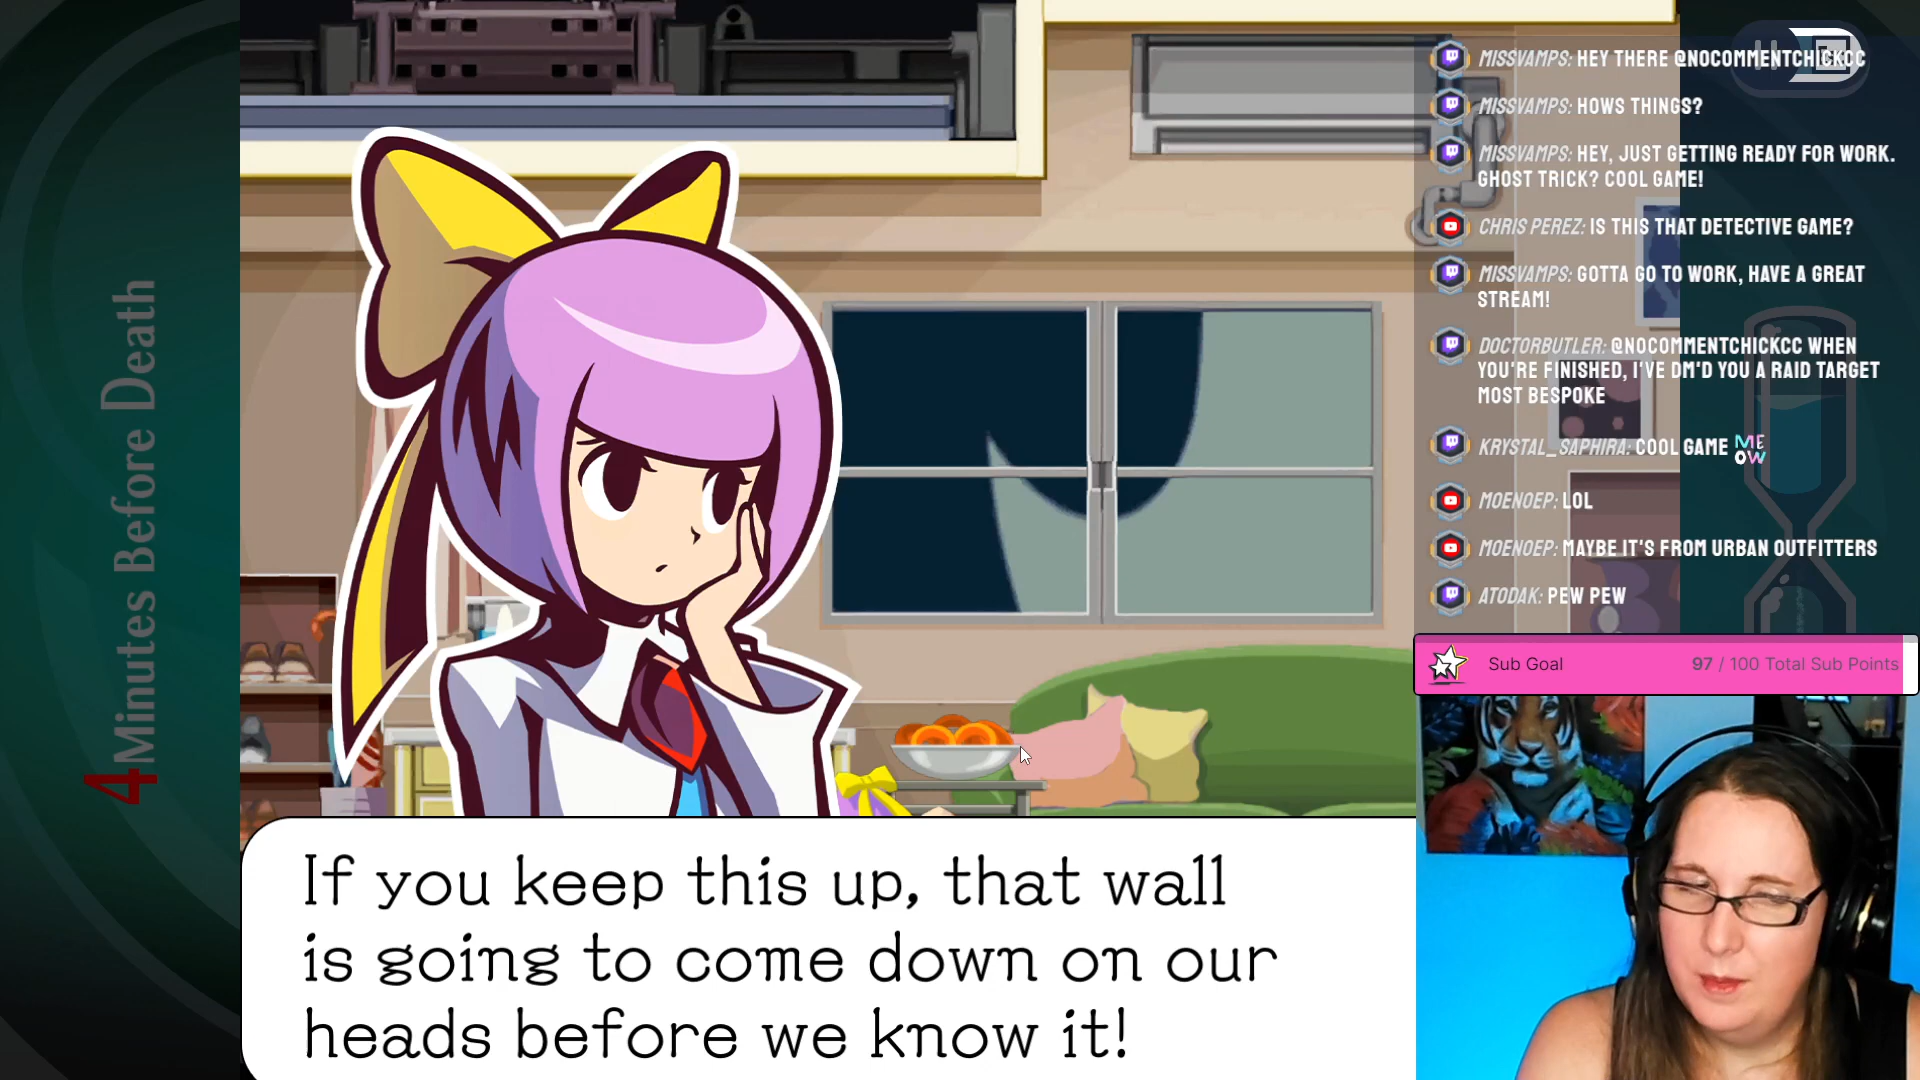 4 Minutes Before Death
MISSVAMPS: HEY THERE @NOCOMMENTCHICKCC
MISSVAMPS: HOWS THINGS?
MISSVAMPS: HEY, JUST GETTING READY FOR WORK.
GHOST TRICK? COOL GAME!
CHRIS PEREZ: IS THIS THAT DETECTIVE GAME?
MISSVAMPS: GOTTA GO TO WORK, HAVE A GREAT
STREAM!
DOCTORBUTLER: @NOCOMMENTCHICKCC WHEN
YOU'RE FINISHED, I'VE DM'D YOU A RAID TARGET
MOST BESPOKE
KRYSTAL_SAPHIRA: COOL GAME ME
OW
MOENOEP: LOL
MOENOEP: MAYBE IT'S FROM URBAN OUTFITTERS
ATODAK: PEW PEW
Sub Goal 97 / 100 Total Sub Points
If you keep this up, that wall
is going to come down on our
heads before we know it!